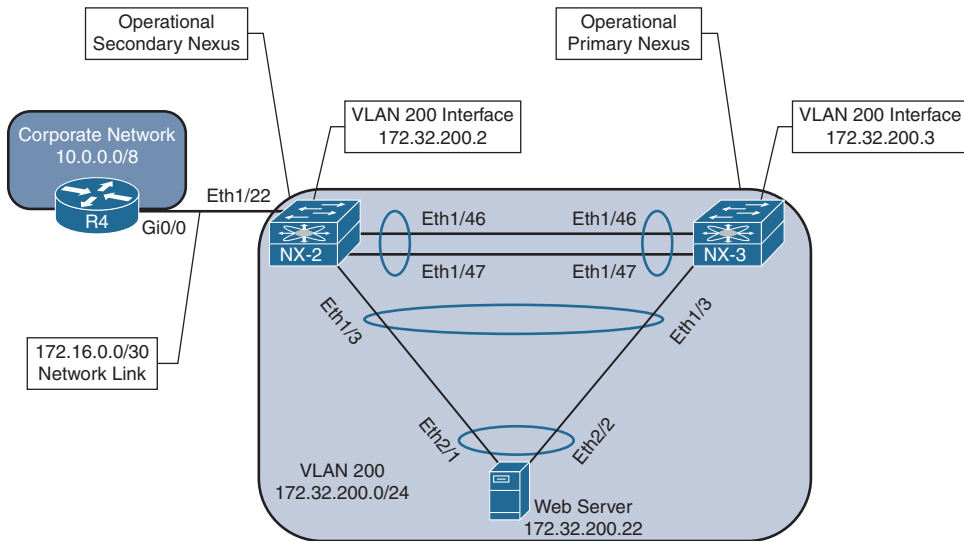 Operational
Secondary Nexus
Operational
Primary Nexus
VLAN 200 Interface
172.32.200.2
VLAN 200 Interface
172.32.200.3
Corporate Network
10.0.0.0/8
R4
Gi0/0
Eth1/22
NX-2
Eth1/46
Eth1/46
Eth1/47
Eth1/47
NX-3
Eth1/3
Eth1/3
172.16.0.0/30
Network Link
Eth2/1
Eth2/2
VLAN 200
172.32.200.0/24
Web Server
172.32.200.22